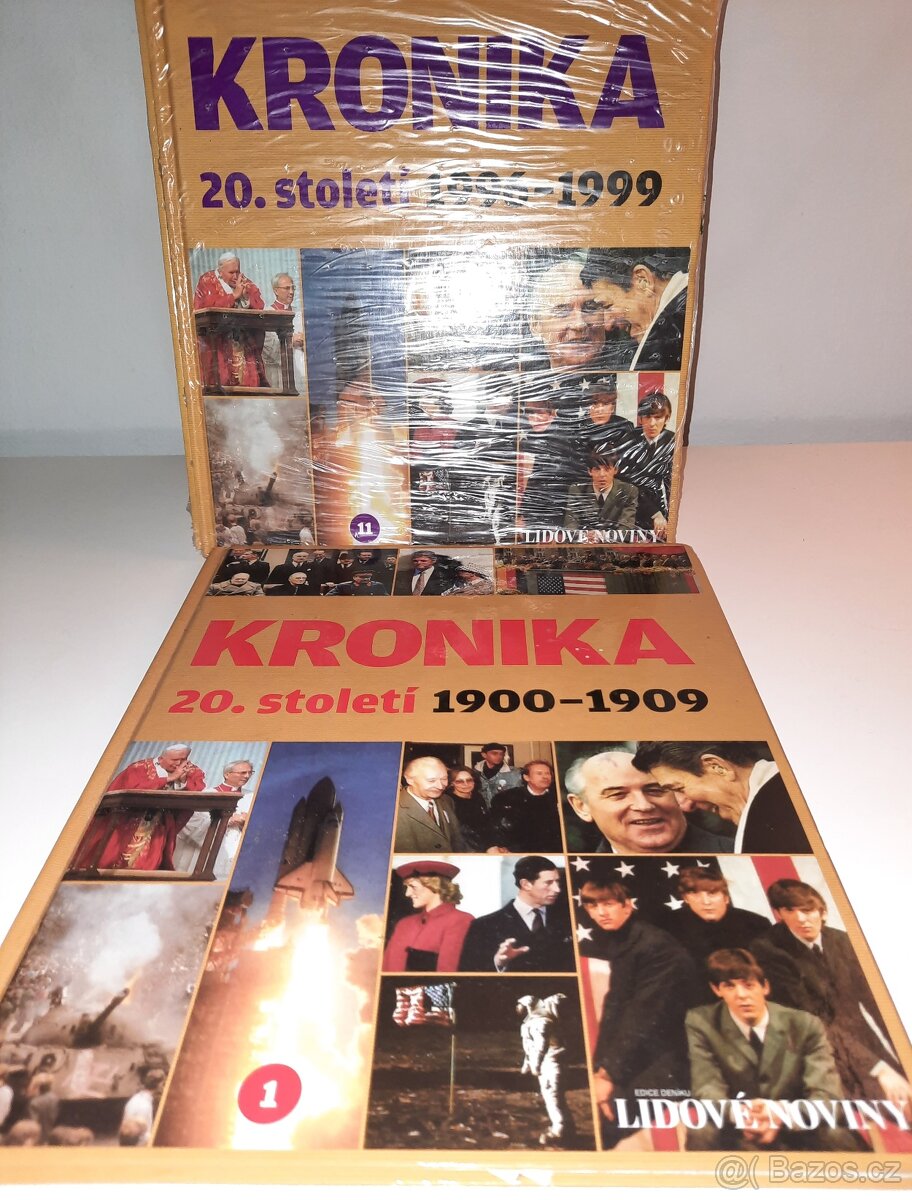 KRONIKA
20. století 1996-1999
11
LIDOVÉ NOVINY
KRONIKA
20. století 1900-1909
1
EDICE DENÍKU
LIDOVÉ NOVINY
@( Bazos.cz